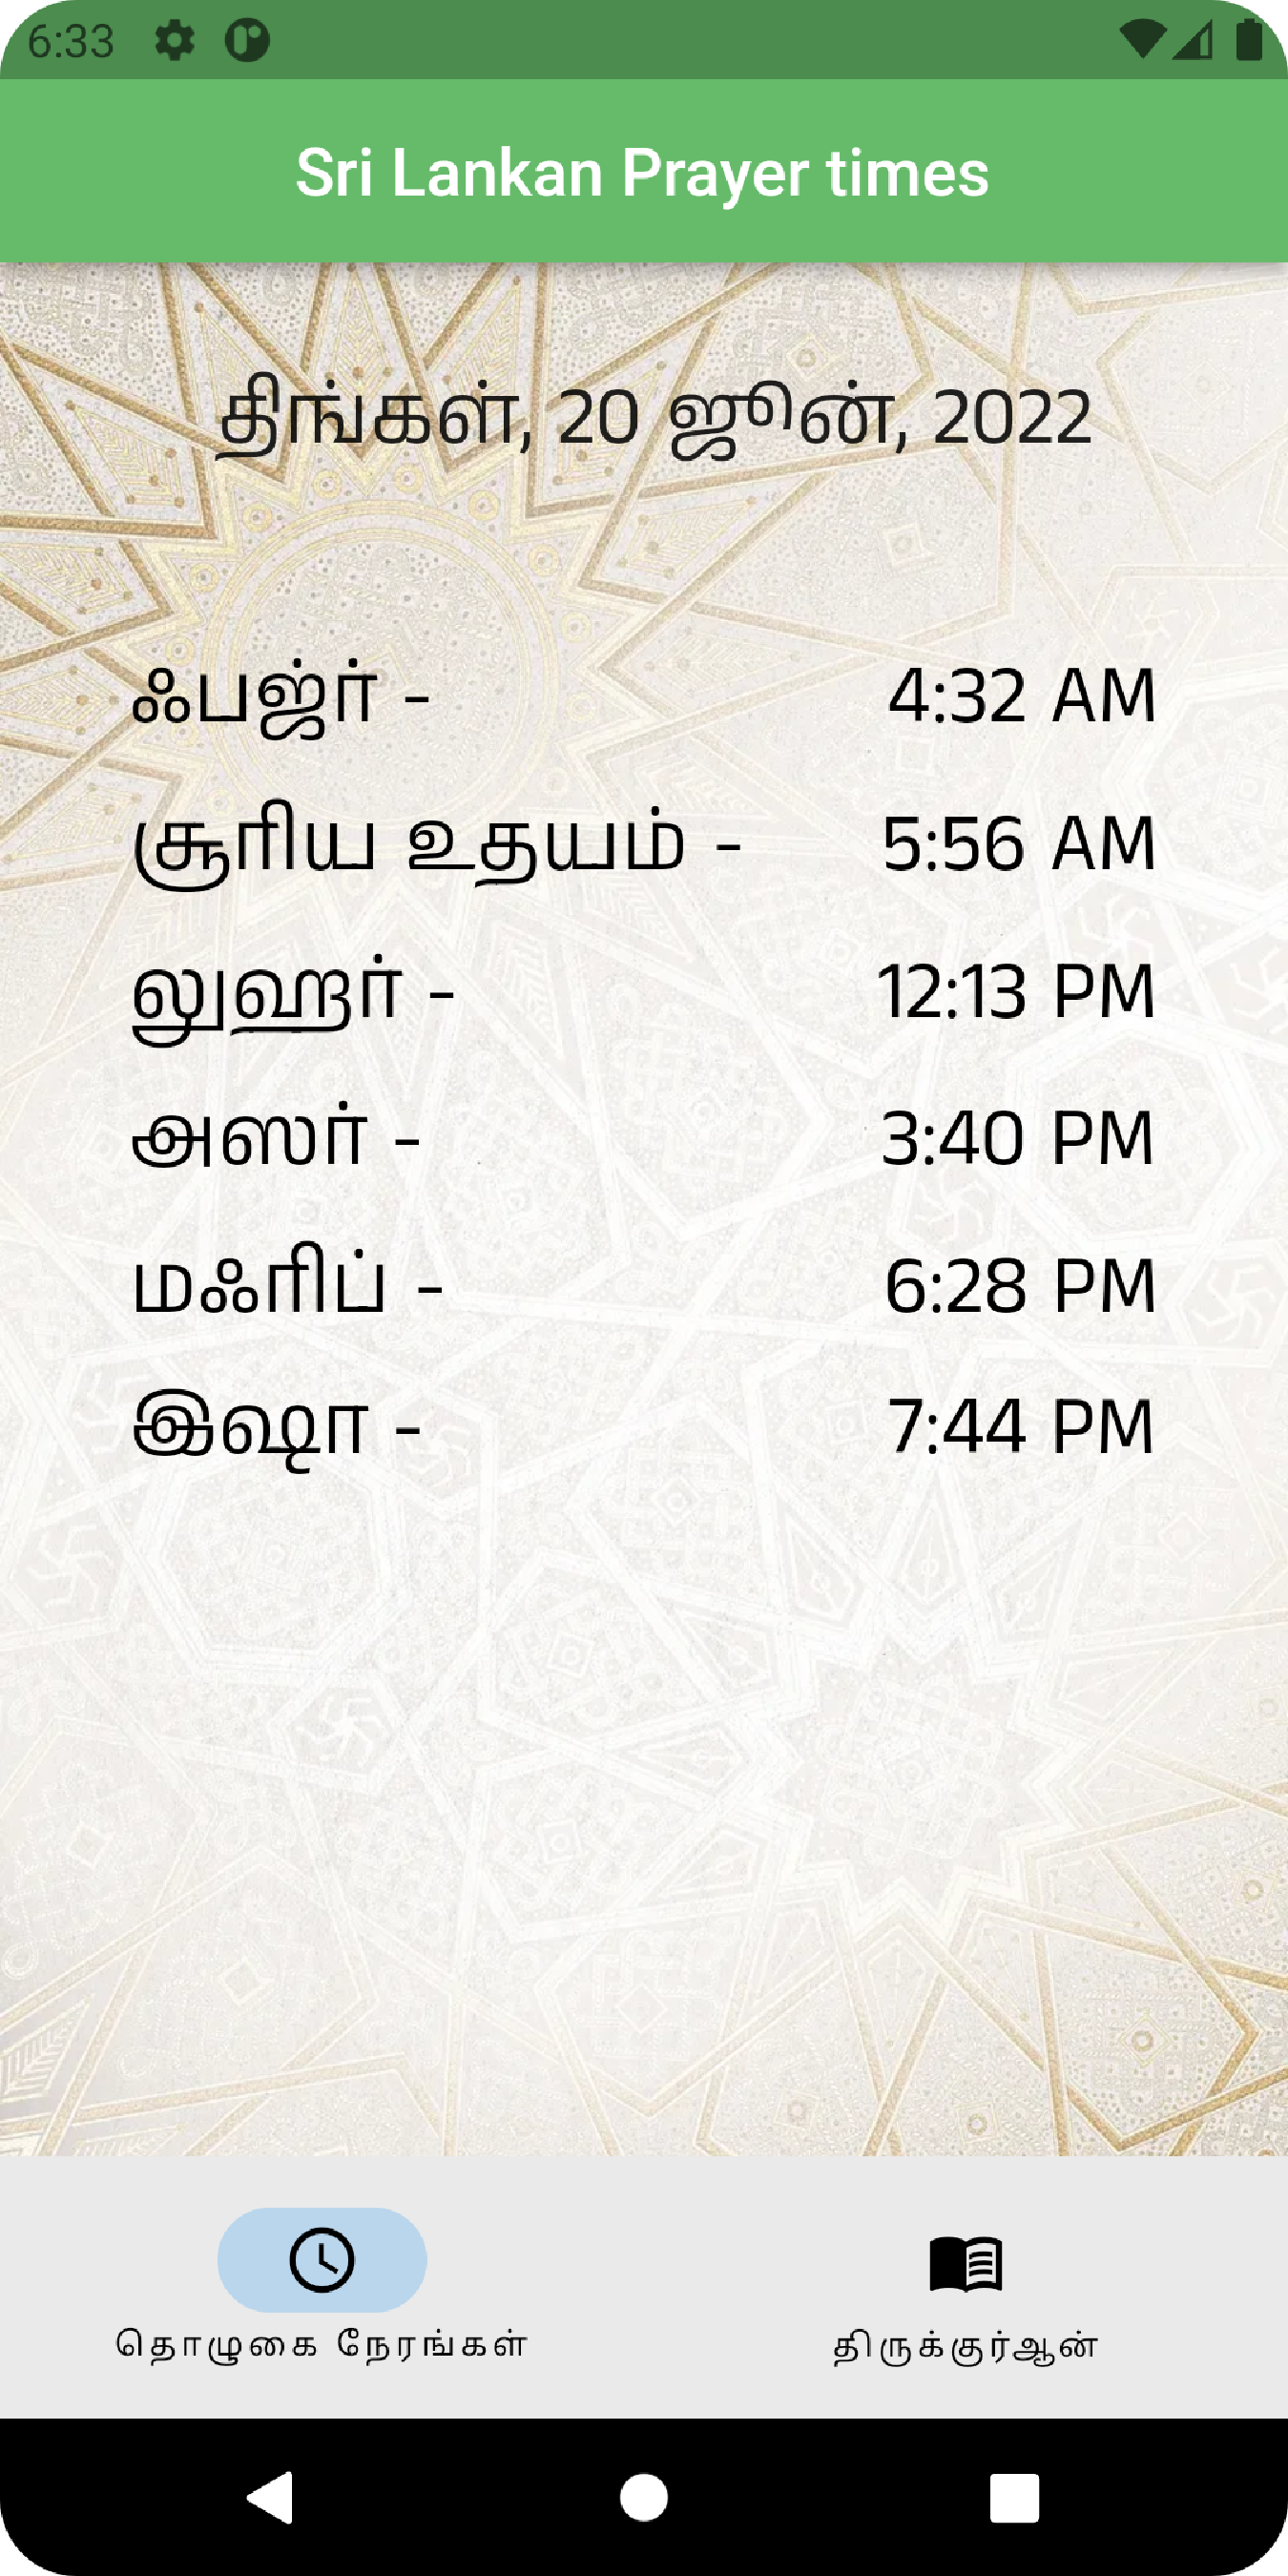 6:33
Sri Lankan Prayer times
திங்கள், 20 ஜூன், 2022
ஃபஜ்ர் - 4:32 AM
சூரிய உதயம் - 5:56 AM
லுஹர் - 12:13 PM
அஸர் - 3:40 PM
மஃரிப் - 6:28 PM
இஷா - 7:44 PM
தொழுகை நேரங்கள் திருக்குர்ஆன்